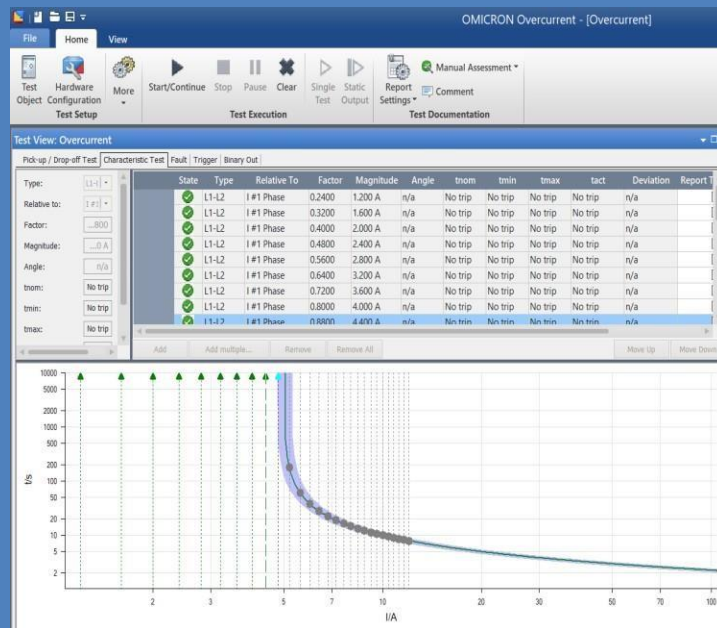 OMICRON Overcurrent - [Overcurrent]
File Home View
Test Object Hardware Configuration More
Start/Continue Stop Pause Clear Single Test Static Output
Report Settings Manual Assessment
Comment
Test Setup Test Execution Test Documentation
Test View: Overcurrent
Pick-up / Drop-off Test Characteristic Test Fault Trigger Binary Out
Type:
Relative to:
Factor: ...800
Magnitude: ...0 A
Angle: n/a
tnom: No trip
tmin: No trip
tmax: No trip
State Type Relative To Factor Magnitude Angle tnom tmin tmax tact Deviation Report T
L1-L2 I #1 Phase 0.2400 1.200 A n/a No trip No trip No trip No trip n/a
L1-L2 I #1 Phase 0.3200 1.600 A n/a No trip No trip No trip No trip n/a
L1-L2 I #1 Phase 0.4000 2.000 A n/a No trip No trip No trip No trip n/a
L1-L2 I #1 Phase 0.4800 2.400 A n/a No trip No trip No trip No trip n/a
L1-L2 I #1 Phase 0.5600 2.800 A n/a No trip No trip No trip No trip n/a
L1-L2 I #1 Phase 0.6400 3.200 A n/a No trip No trip No trip No trip n/a
L1-L2 I #1 Phase 0.7200 3.600 A n/a No trip No trip No trip No trip n/a
L1-L2 I #1 Phase 0.8000 4.000 A n/a No trip No trip No trip No trip n/a
L1-L2 I #1 Phase 0.8800 4.400 A n/a No trip No trip No trip No trip n/a
Add Add multiple... Remove Remove All Move Up Move Down
10000
5000
2000
1000
500
200
100
50
20
10
5
2
t/s
2 3 5 7 10 20 30 50 70 100
I/A